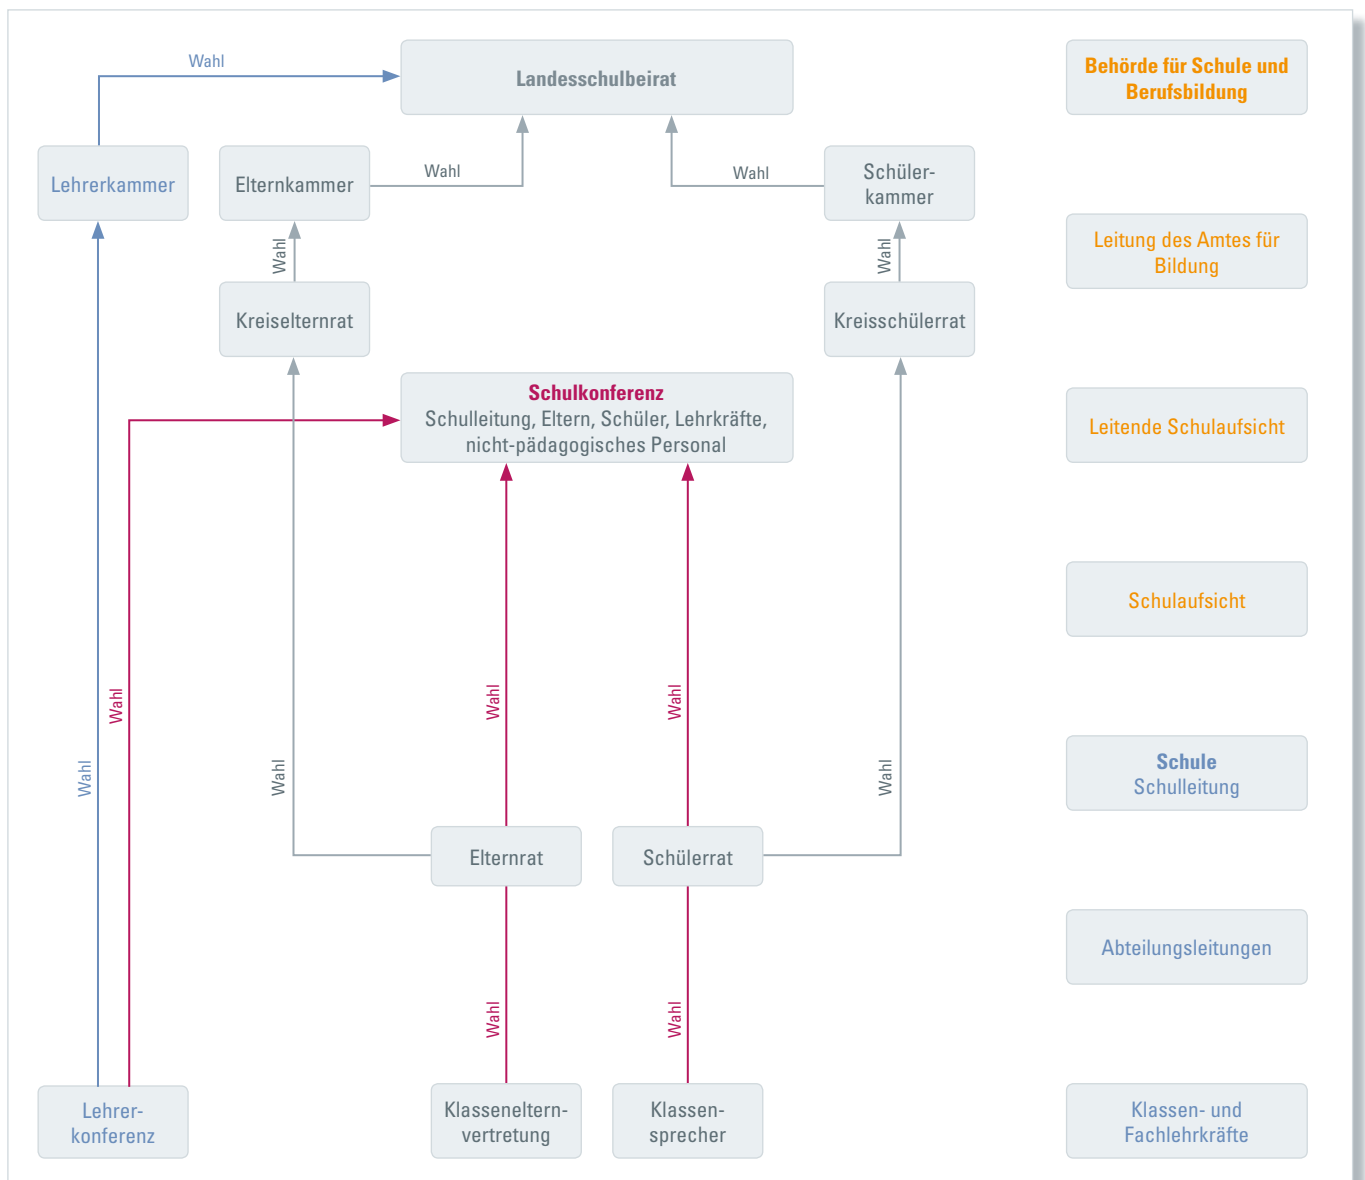 Wahl
Landesschulbeirat
Behörde für Schule und
Berufsbildung
Lehrerkammer
Elternkammer
Wahl
Wahl
Schüler-
kammer
Leitung des Amtes für
Bildung
Wahl
Wahl
Kreiselternrat
Kreisschülerrat
Schulkonferenz
Schulleitung, Eltern, Schüler, Lehrkräfte,
nicht-pädagogisches Personal
Leitende Schulaufsicht
Schulaufsicht
Wahl
Wahl
Wahl
Wahl
Wahl
Wahl
Schule
Schulleitung
Elternrat
Schülerrat
Abteilungsleitungen
Wahl
Wahl
Lehrer-
konferenz
Klasseneltern-
vertretung
Klassen-
sprecher
Klassen- und
Fachlehrkräfte